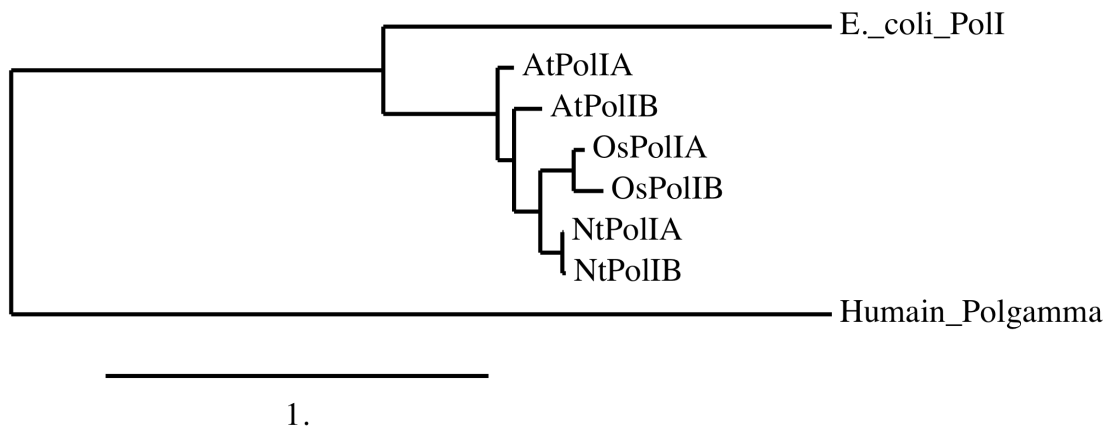 E._coli_PolI
AtPolIA
AtPolIB
OsPolIA
OsPolIB
NtPolIA
NtPolIB
Humain_Polgamma
1.